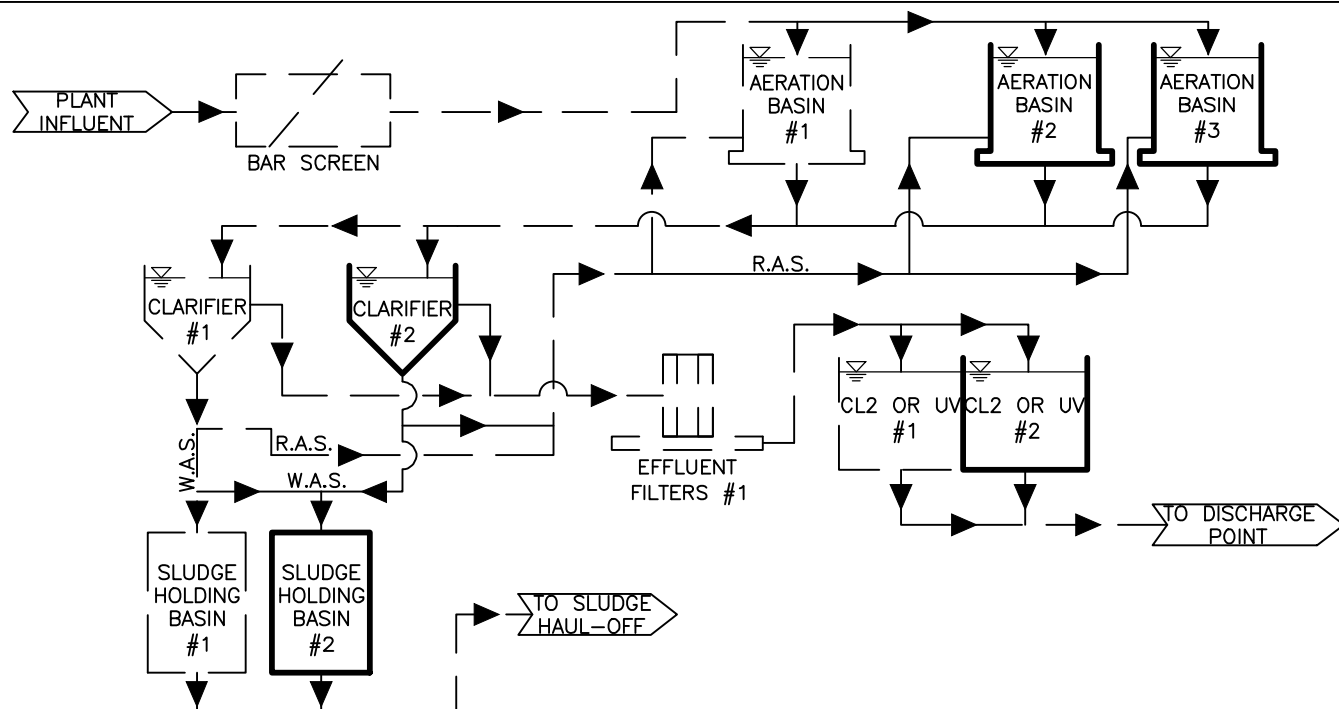 PLANT
INFLUENT
BAR SCREEN
AERATION
BASIN
#1
AERATION
BASIN
#2
AERATION
BASIN
#3
R.A.S.
CLARIFIER
#1
CLARIFIER
#2
CL2 OR UV
#1
CL2 OR UV
#2
W.A.S.
R.A.S.
W.A.S.
EFFLUENT
FILTERS #1
TO DISCHARGE
POINT
SLUDGE
HOLDING
BASIN
#1
SLUDGE
HOLDING
BASIN
#2
TO SLUDGE
HAUL-OFF